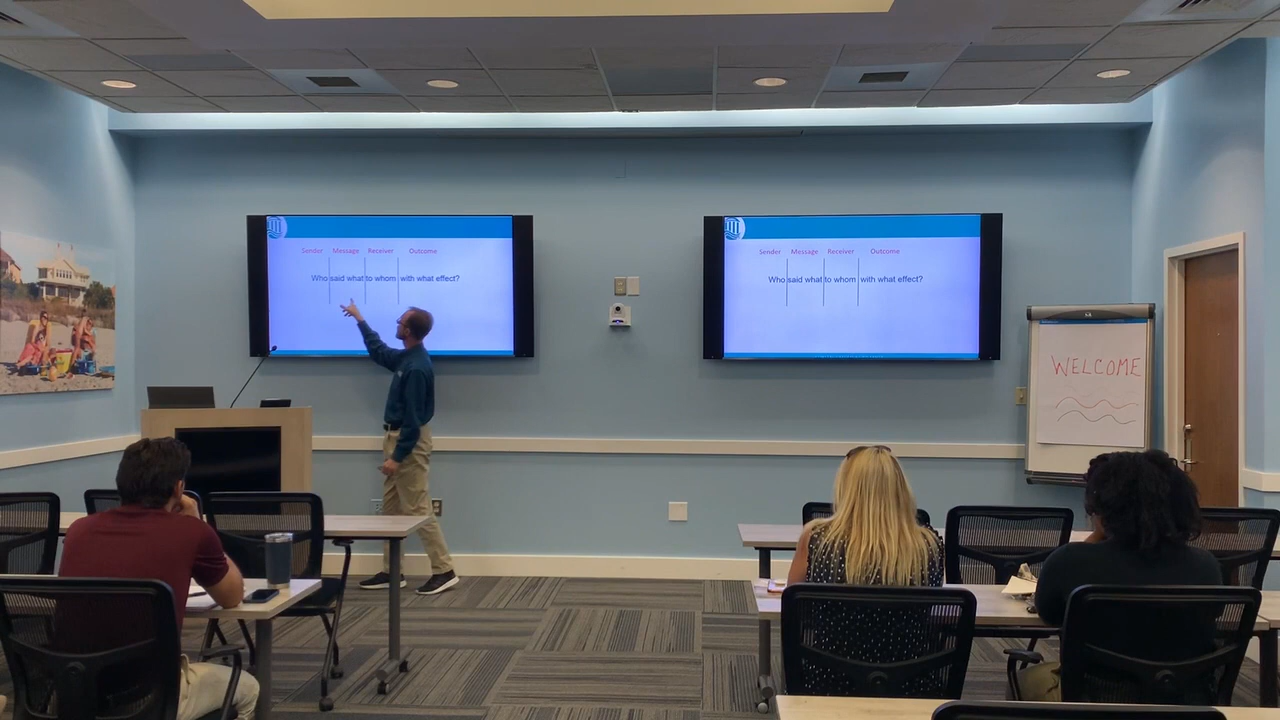 Sender Message Receiver Outcome
Who said what to whom with what effect?
Sender Message Receiver Outcome
Who said what to whom with what effect?
WELCOME